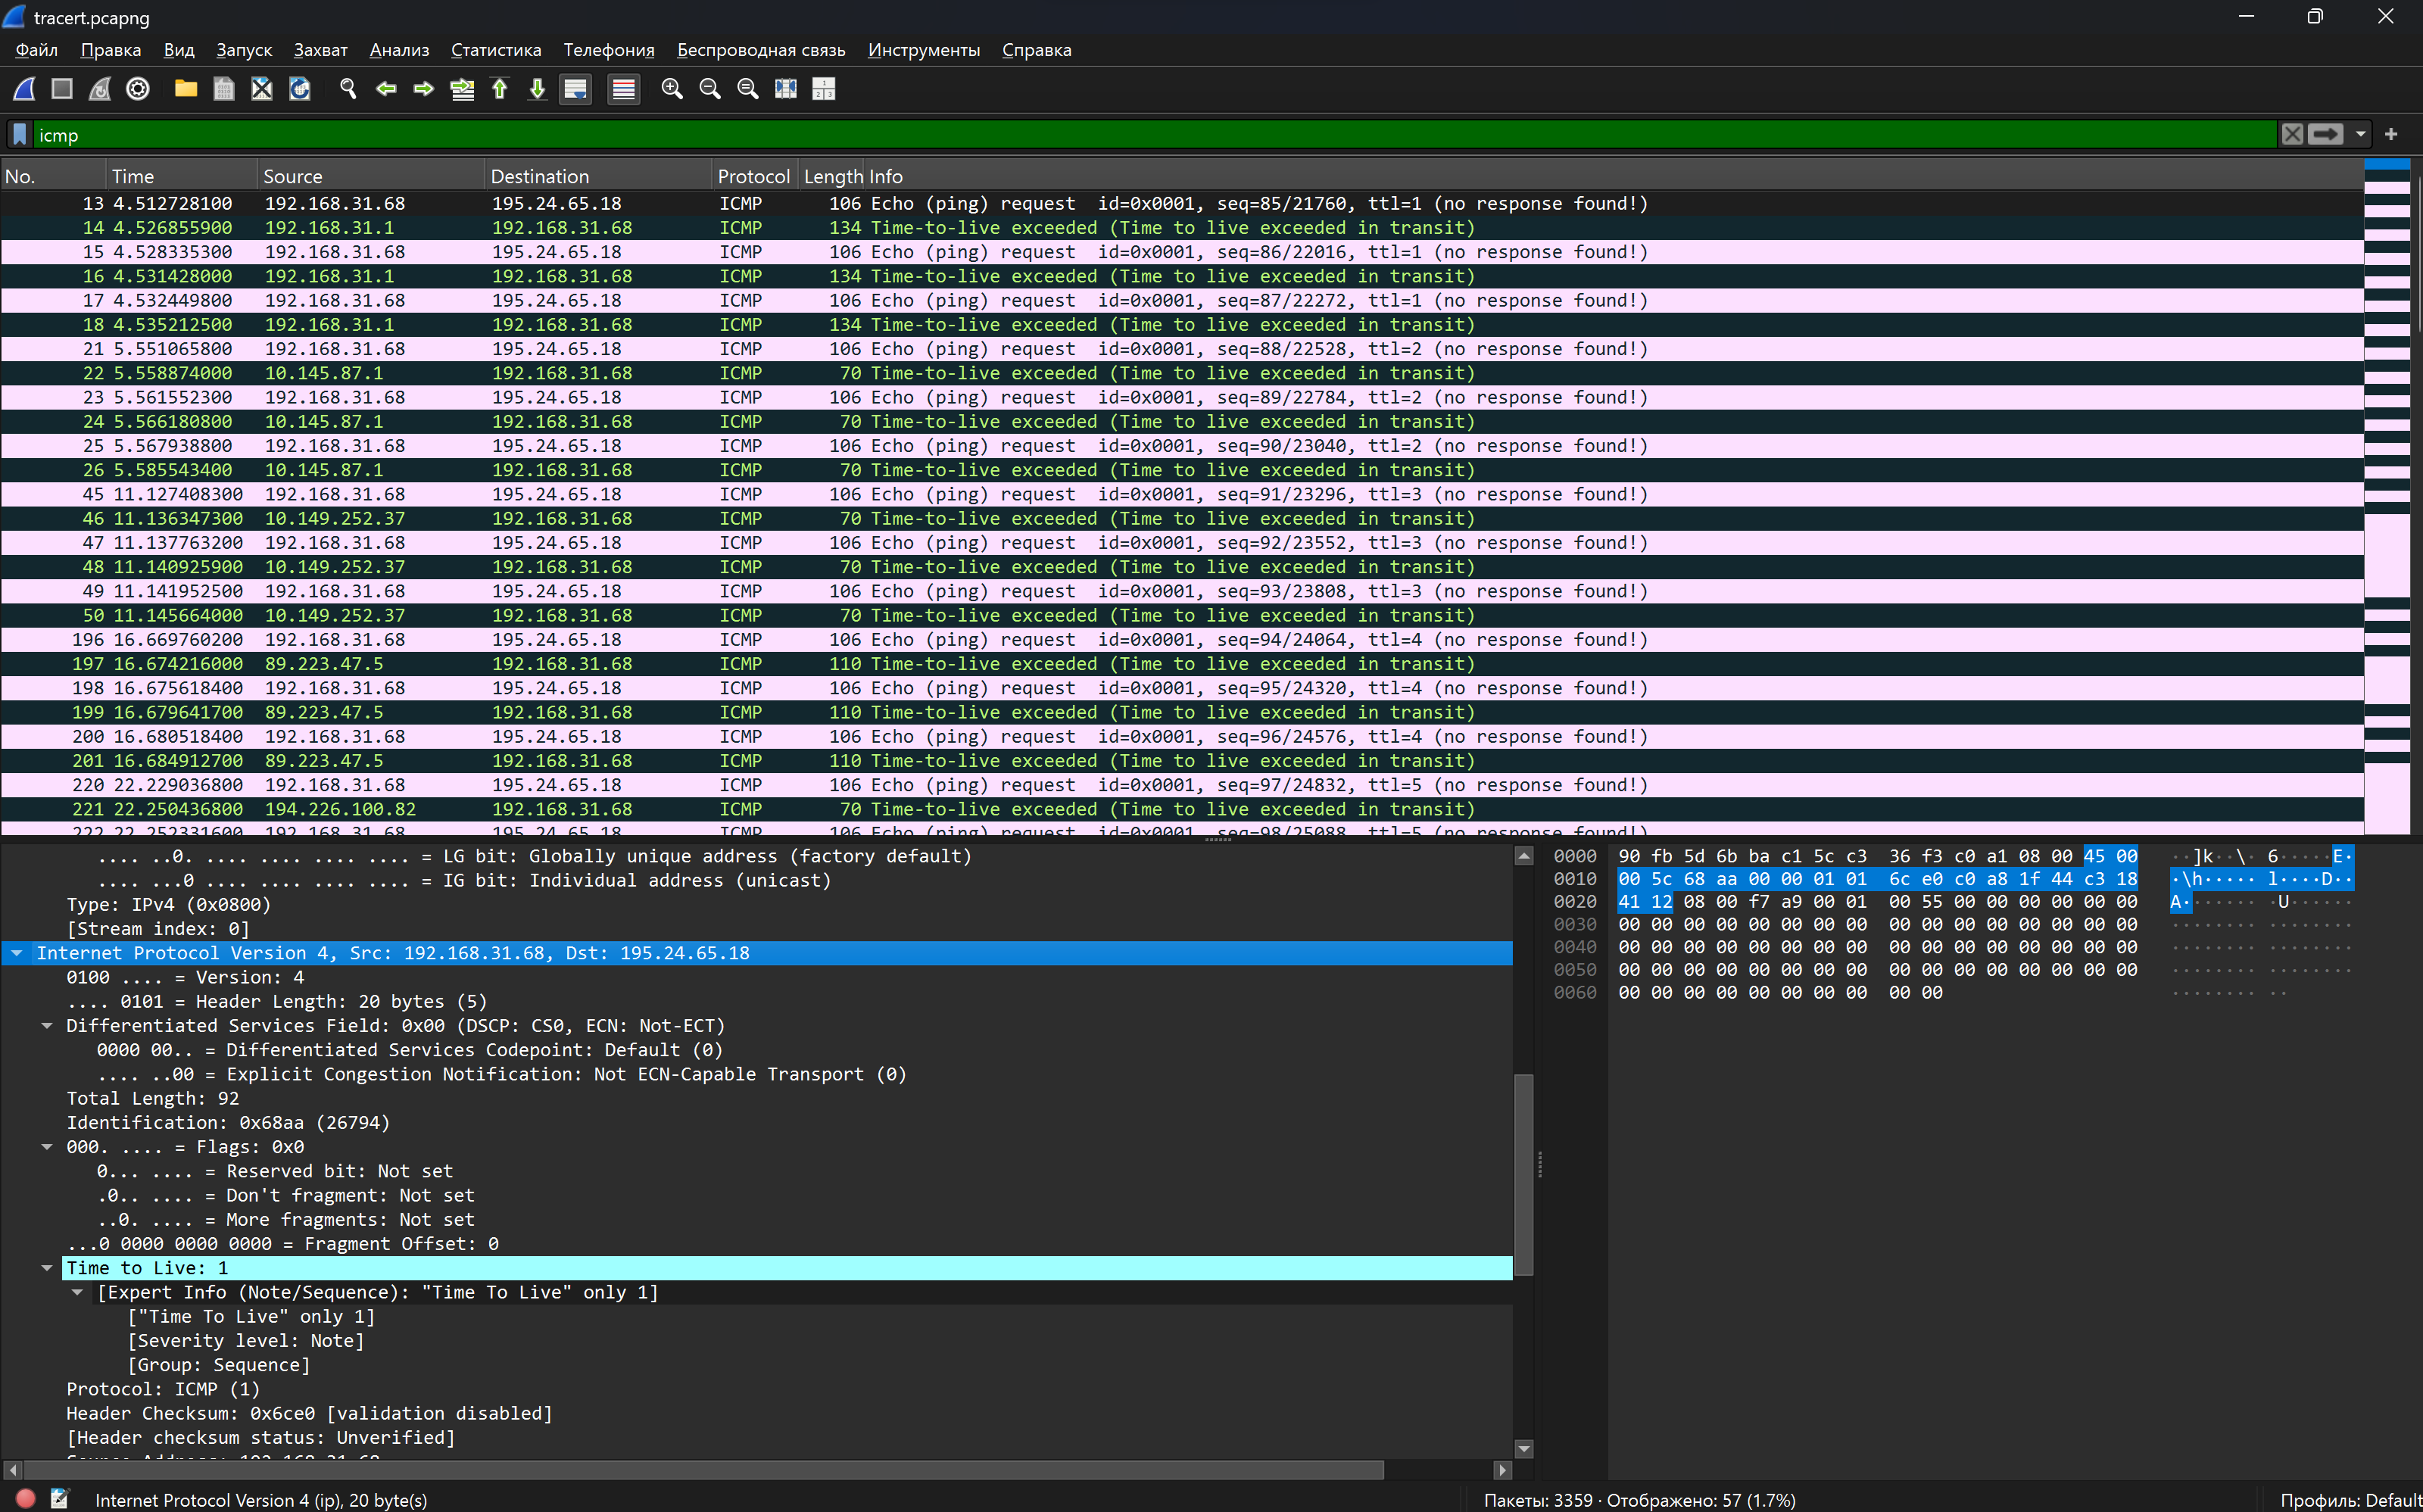 tracert.pcapng
Файл Правка Вид Запуск Захват Анализ Статистика Телефония Беспроводная связь Инструменты Справка
icmp
No. Time Source Destination Protocol Length Info
13 4.512728100 192.168.31.68 195.24.65.18 ICMP 106 Echo (ping) request id=0x0001, seq=85/21760, ttl=1 (no response found!)
14 4.526855900 192.168.31.1 192.168.31.68 ICMP 134 Time-to-live exceeded (Time to live exceeded in transit)
15 4.528335300 192.168.31.68 195.24.65.18 ICMP 106 Echo (ping) request id=0x0001, seq=86/22016, ttl=1 (no response found!)
16 4.531428000 192.168.31.1 192.168.31.68 ICMP 134 Time-to-live exceeded (Time to live exceeded in transit)
17 4.532449800 192.168.31.68 195.24.65.18 ICMP 106 Echo (ping) request id=0x0001, seq=87/22272, ttl=1 (no response found!)
18 4.535212500 192.168.31.1 192.168.31.68 ICMP 134 Time-to-live exceeded (Time to live exceeded in transit)
21 5.551065800 192.168.31.68 195.24.65.18 ICMP 106 Echo (ping) request id=0x0001, seq=88/22528, ttl=2 (no response found!)
22 5.558874000 10.145.87.1 192.168.31.68 ICMP 70 Time-to-live exceeded (Time to live exceeded in transit)
23 5.561552300 192.168.31.68 195.24.65.18 ICMP 106 Echo (ping) request id=0x0001, seq=89/22784, ttl=2 (no response found!)
24 5.566180800 10.145.87.1 192.168.31.68 ICMP 70 Time-to-live exceeded (Time to live exceeded in transit)
25 5.567938800 192.168.31.68 195.24.65.18 ICMP 106 Echo (ping) request id=0x0001, seq=90/23040, ttl=2 (no response found!)
26 5.585543400 10.145.87.1 192.168.31.68 ICMP 70 Time-to-live exceeded (Time to live exceeded in transit)
45 11.127408300 192.168.31.68 195.24.65.18 ICMP 106 Echo (ping) request id=0x0001, seq=91/23296, ttl=3 (no response found!)
46 11.136347300 10.149.252.37 192.168.31.68 ICMP 70 Time-to-live exceeded (Time to live exceeded in transit)
47 11.137763200 192.168.31.68 195.24.65.18 ICMP 106 Echo (ping) request id=0x0001, seq=92/23552, ttl=3 (no response found!)
48 11.140925900 10.149.252.37 192.168.31.68 ICMP 70 Time-to-live exceeded (Time to live exceeded in transit)
49 11.141952500 192.168.31.68 195.24.65.18 ICMP 106 Echo (ping) request id=0x0001, seq=93/23808, ttl=3 (no response found!)
50 11.145664000 10.149.252.37 192.168.31.68 ICMP 70 Time-to-live exceeded (Time to live exceeded in transit)
196 16.669760200 192.168.31.68 195.24.65.18 ICMP 106 Echo (ping) request id=0x0001, seq=94/24064, ttl=4 (no response found!)
197 16.674216000 89.223.47.5 192.168.31.68 ICMP 110 Time-to-live exceeded (Time to live exceeded in transit)
198 16.675618400 192.168.31.68 195.24.65.18 ICMP 106 Echo (ping) request id=0x0001, seq=95/24320, ttl=4 (no response found!)
199 16.679641700 89.223.47.5 192.168.31.68 ICMP 110 Time-to-live exceeded (Time to live exceeded in transit)
200 16.680518400 192.168.31.68 195.24.65.18 ICMP 106 Echo (ping) request id=0x0001, seq=96/24576, ttl=4 (no response found!)
201 16.684912700 89.223.47.5 192.168.31.68 ICMP 110 Time-to-live exceeded (Time to live exceeded in transit)
220 22.229036800 192.168.31.68 195.24.65.18 ICMP 106 Echo (ping) request id=0x0001, seq=97/24832, ttl=5 (no response found!)
221 22.250436800 194.226.100.82 192.168.31.68 ICMP 70 Time-to-live exceeded (Time to live exceeded in transit)
222 22.252331600 192.168.31.68 195.24.65.18 ICMP 106 Echo (ping) request id=0x0001, seq=98/25088, ttl=5 (no response found!)
.... ..0. .... .... .... .... = LG bit: Globally unique address (factory default)
.... ...0 .... .... .... .... = IG bit: Individual address (unicast)
Type: IPv4 (0x0800)
[Stream index: 0]
Internet Protocol Version 4, Src: 192.168.31.68, Dst: 195.24.65.18
0100 .... = Version: 4
.... 0101 = Header Length: 20 bytes (5)
Differentiated Services Field: 0x00 (DSCP: CS0, ECN: Not-ECT)
0000 00.. = Differentiated Services Codepoint: Default (0)
.... ..00 = Explicit Congestion Notification: Not ECN-Capable Transport (0)
Total Length: 92
Identification: 0x68aa (26794)
000. .... = Flags: 0x0
0... .... = Reserved bit: Not set
.0.. .... = Don't fragment: Not set
..0. .... = More fragments: Not set
...0 0000 0000 0000 = Fragment Offset: 0
Time to Live: 1
[Expert Info (Note/Sequence): "Time To Live" only 1]
["Time To Live" only 1]
[Severity level: Note]
[Group: Sequence]
Protocol: ICMP (1)
Header Checksum: 0x6ce0 [validation disabled]
[Header checksum status: Unverified]
Source Address: 192.168.31.68
0000 90 fb 5d 6b ba c1 5c c3 36 f3 c0 a1 08 00 45 00 ··]k··\· 6·····E·
0010 00 5c 68 aa 00 00 01 01 6c e0 c0 a8 1f 44 c3 18 ·\h····· l····D··
0020 41 12 08 00 f7 a9 00 01 00 55 00 00 00 00 00 00 A······· ·U······
0030 00 00 00 00 00 00 00 00 00 00 00 00 00 00 00 00 ········ ········
0040 00 00 00 00 00 00 00 00 00 00 00 00 00 00 00 00 ········ ········
0050 00 00 00 00 00 00 00 00 00 00 00 00 00 00 00 00 ········ ········
0060 00 00 00 00 00 00 00 00 00 00 ········ ··
Internet Protocol Version 4 (ip), 20 byte(s) Пакеты: 3359 · Отображено: 57 (1.7%) Профиль: Default